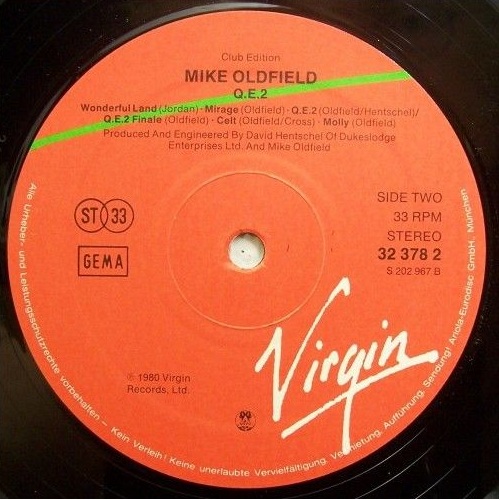 Club Edition
MIKE OLDFIELD
Q.E.2
Wonderful Land (Jordan) · Mirage (Oldfield) · Q.E.2 (Oldfield/Hentschel)/
Q.E.2 Finale (Oldfield) · Celt (Oldfield/Cross) · Molly (Oldfield)
Produced And Engineered By David Hentschel Of Dukeslodge
Enterprises Ltd. And Mike Oldfield
ST 33
GEMA
SIDE TWO
33 RPM
STEREO
32 378 2
S 202 967 B
Virgin
℗ 1980 Virgin
Records, Ltd.
Alle Urheber- und Leistungsschutzrechte vorbehalten – Kein Verleih! Keine unerlaubte Vervielfältigung, Vermietung, Aufführung, Sendung! Ariola-Eurodisc GmbH, München